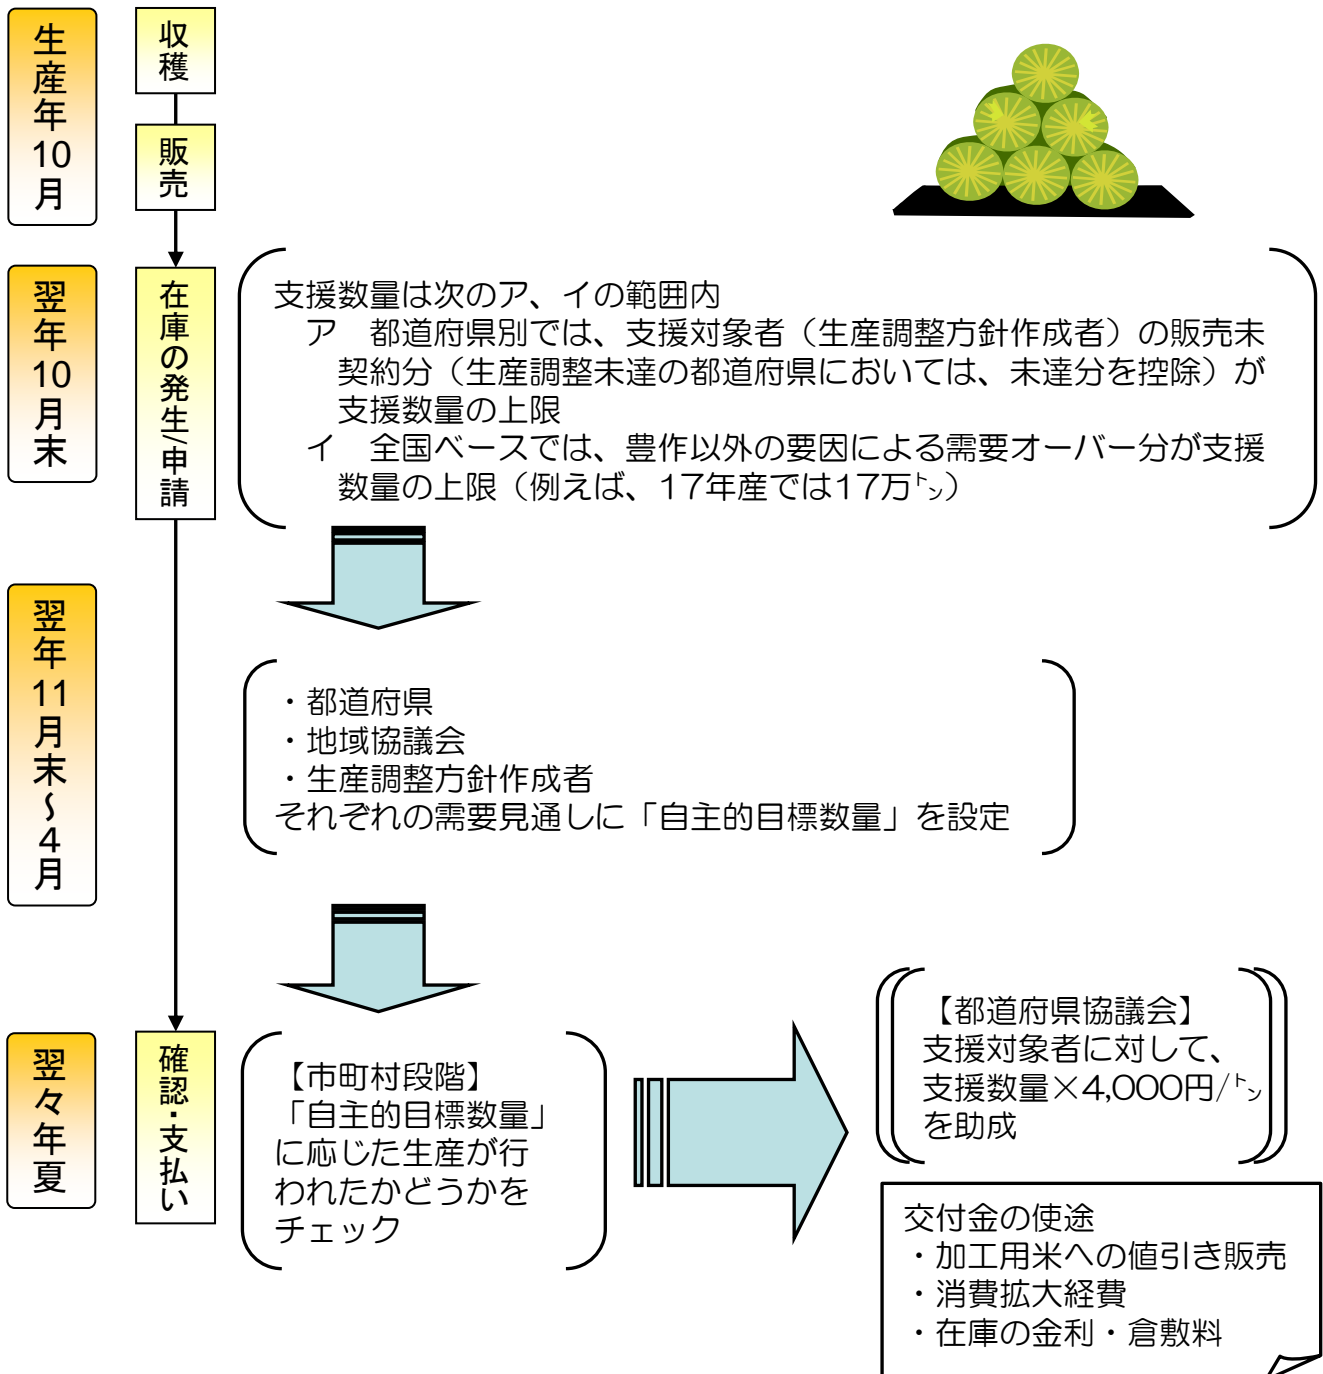 生産年10月
収穫
販売
翌年10月末
在庫の発生/申請
支援数量は次のア、イの範囲内
ア　都道府県別では、支援対象者（生産調整方針作成者）の販売未
契約分（生産調整未達の都道府県においては、未達分を控除）が
支援数量の上限
イ　全国ベースでは、豊作以外の要因による需要オーバー分が支援
数量の上限（例えば、17年産では17万㌧）
翌年11月末～4月
・都道府県
・地域協議会
・生産調整方針作成者
それぞれの需要見通しに「自主的目標数量」を設定
翌々年夏
確認・支払い
【市町村段階】
「自主的目標数量」
に応じた生産が行
われたかどうかを
チェック
【都道府県協議会】
支援対象者に対して、
支援数量×4,000円/㌧
を助成
交付金の使途
・加工用米への値引き販売
・消費拡大経費
・在庫の金利・倉敷料